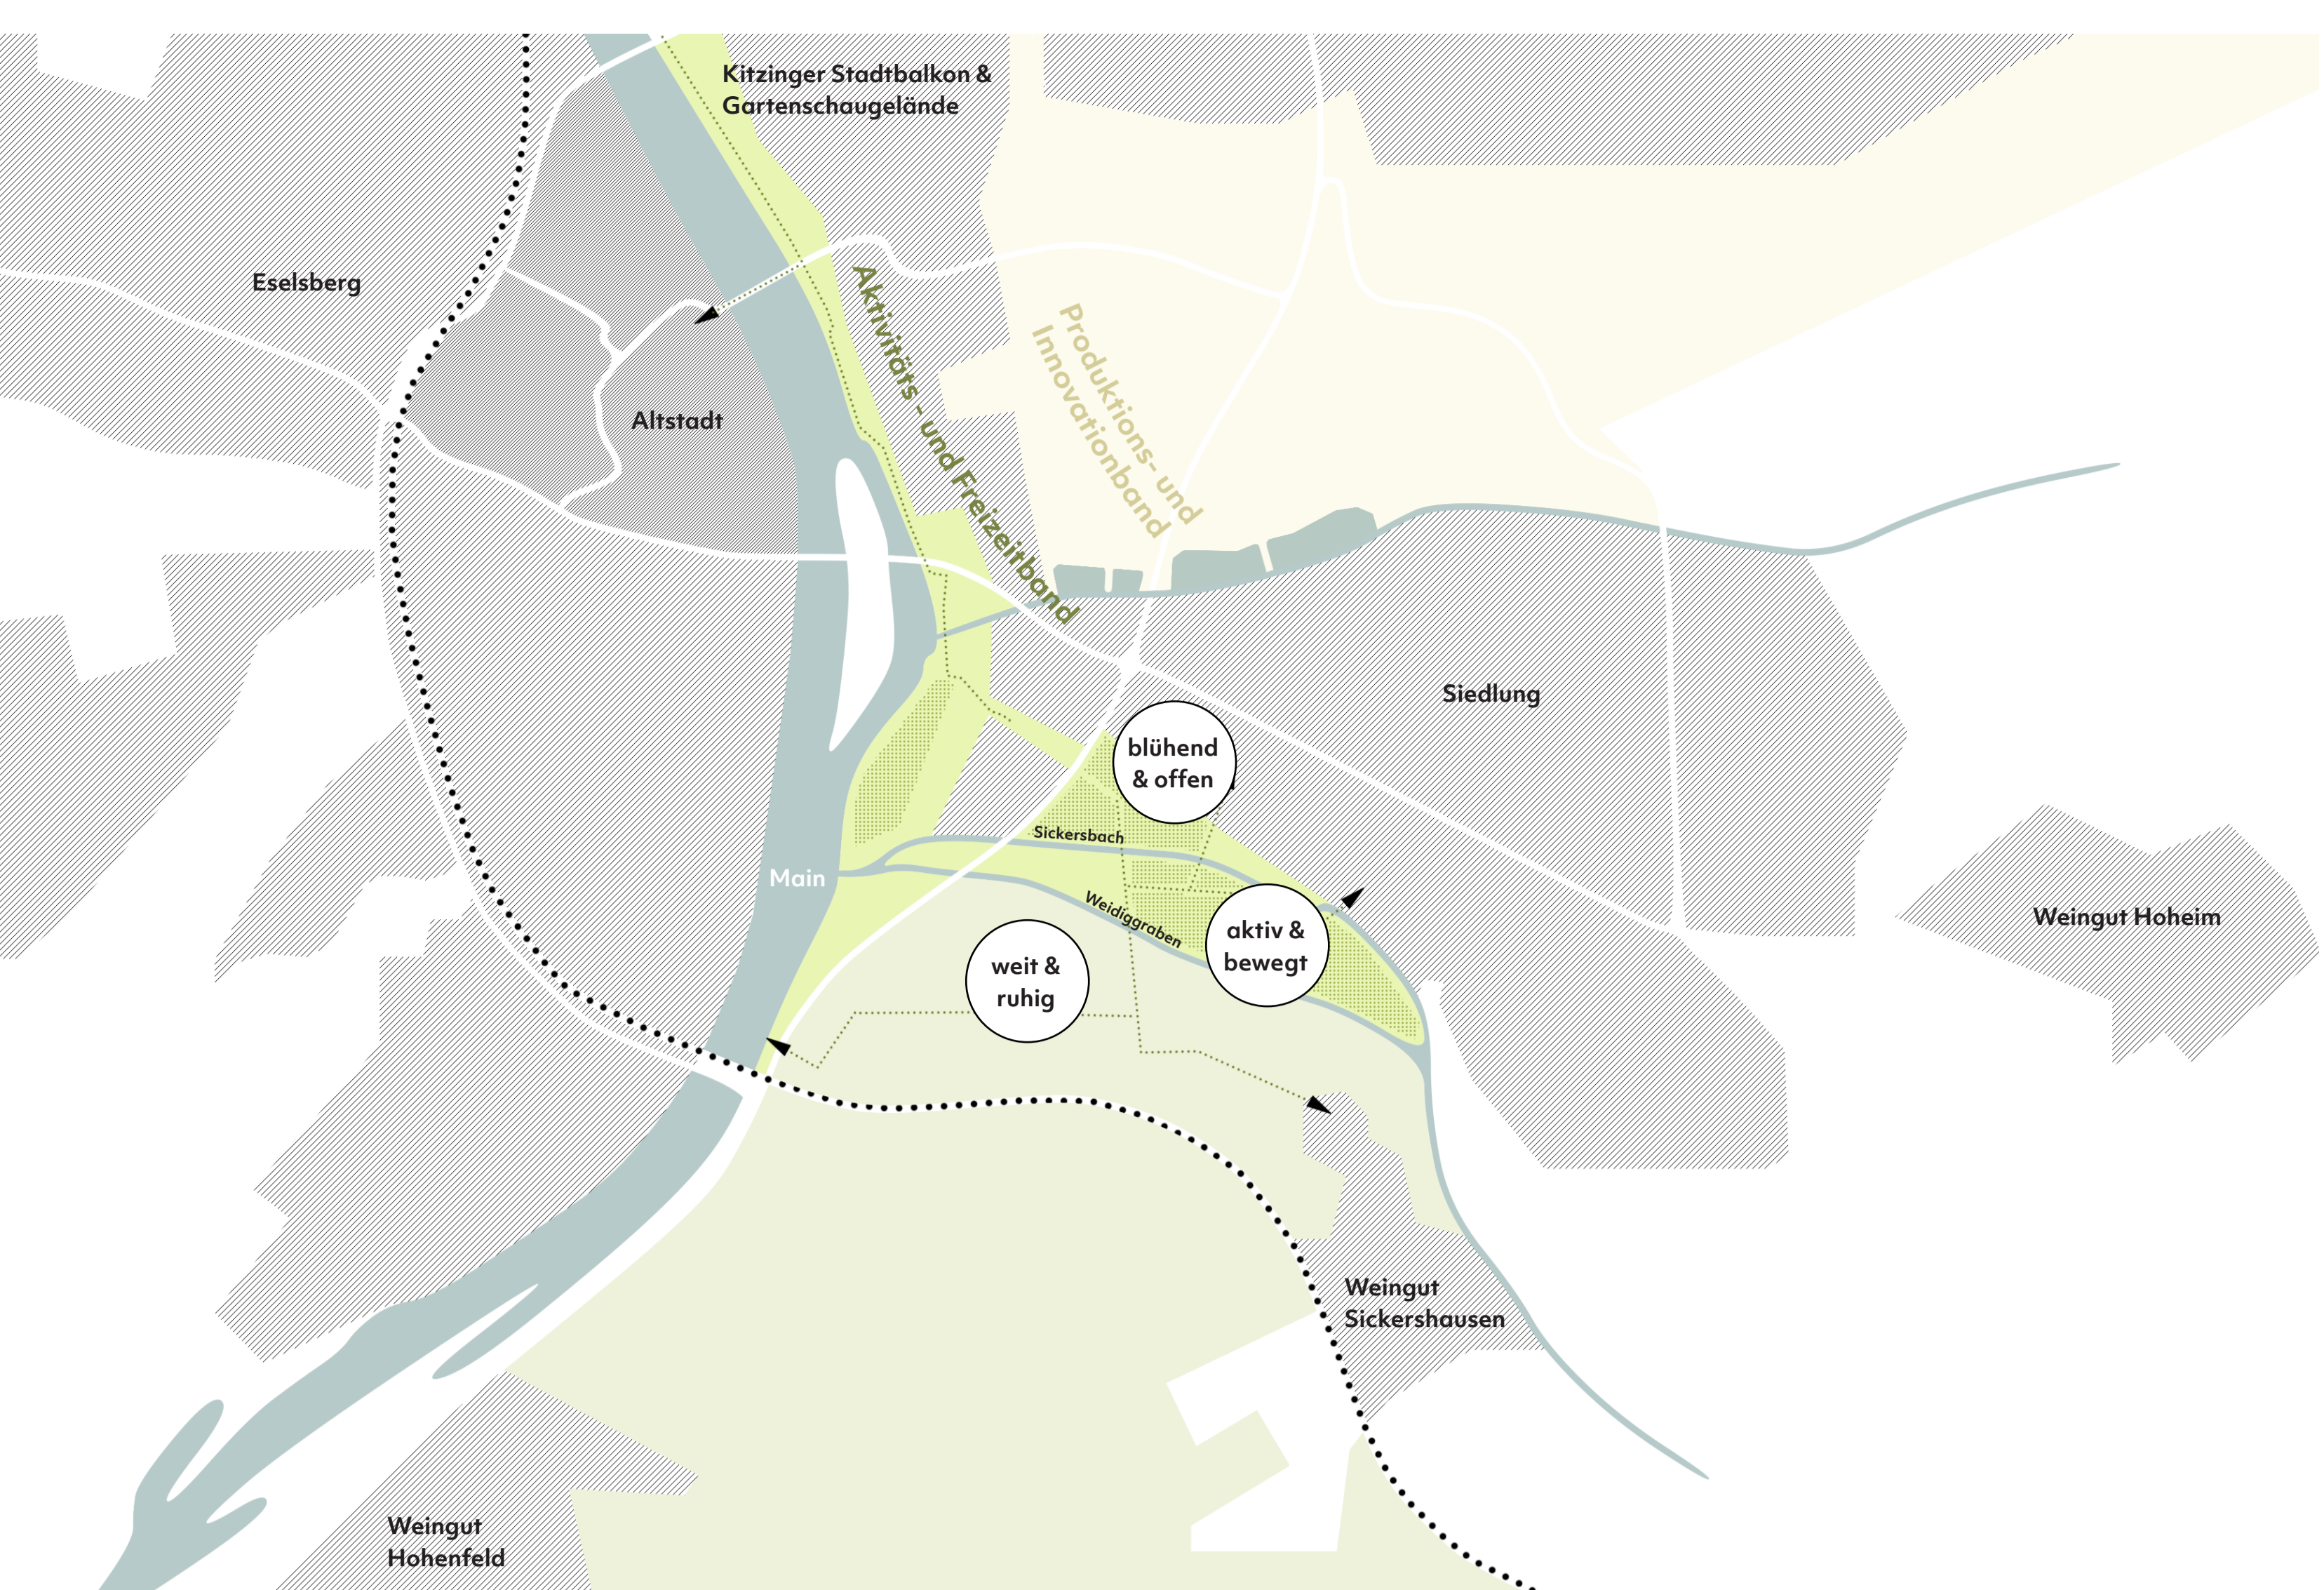 Kitzinger Stadtbalkon &
Gartenschaugelände
Eselsberg
Altstadt
Aktivitäts - und Freizeitband
Produktions- und
Innovationband
Siedlung
blühend
& offen
Sickersbach
Main
Weidiggraben
aktiv &
bewegt
weit &
ruhig
Weingut Hoheim
Weingut
Sickershausen
Weingut
Hohenfeld